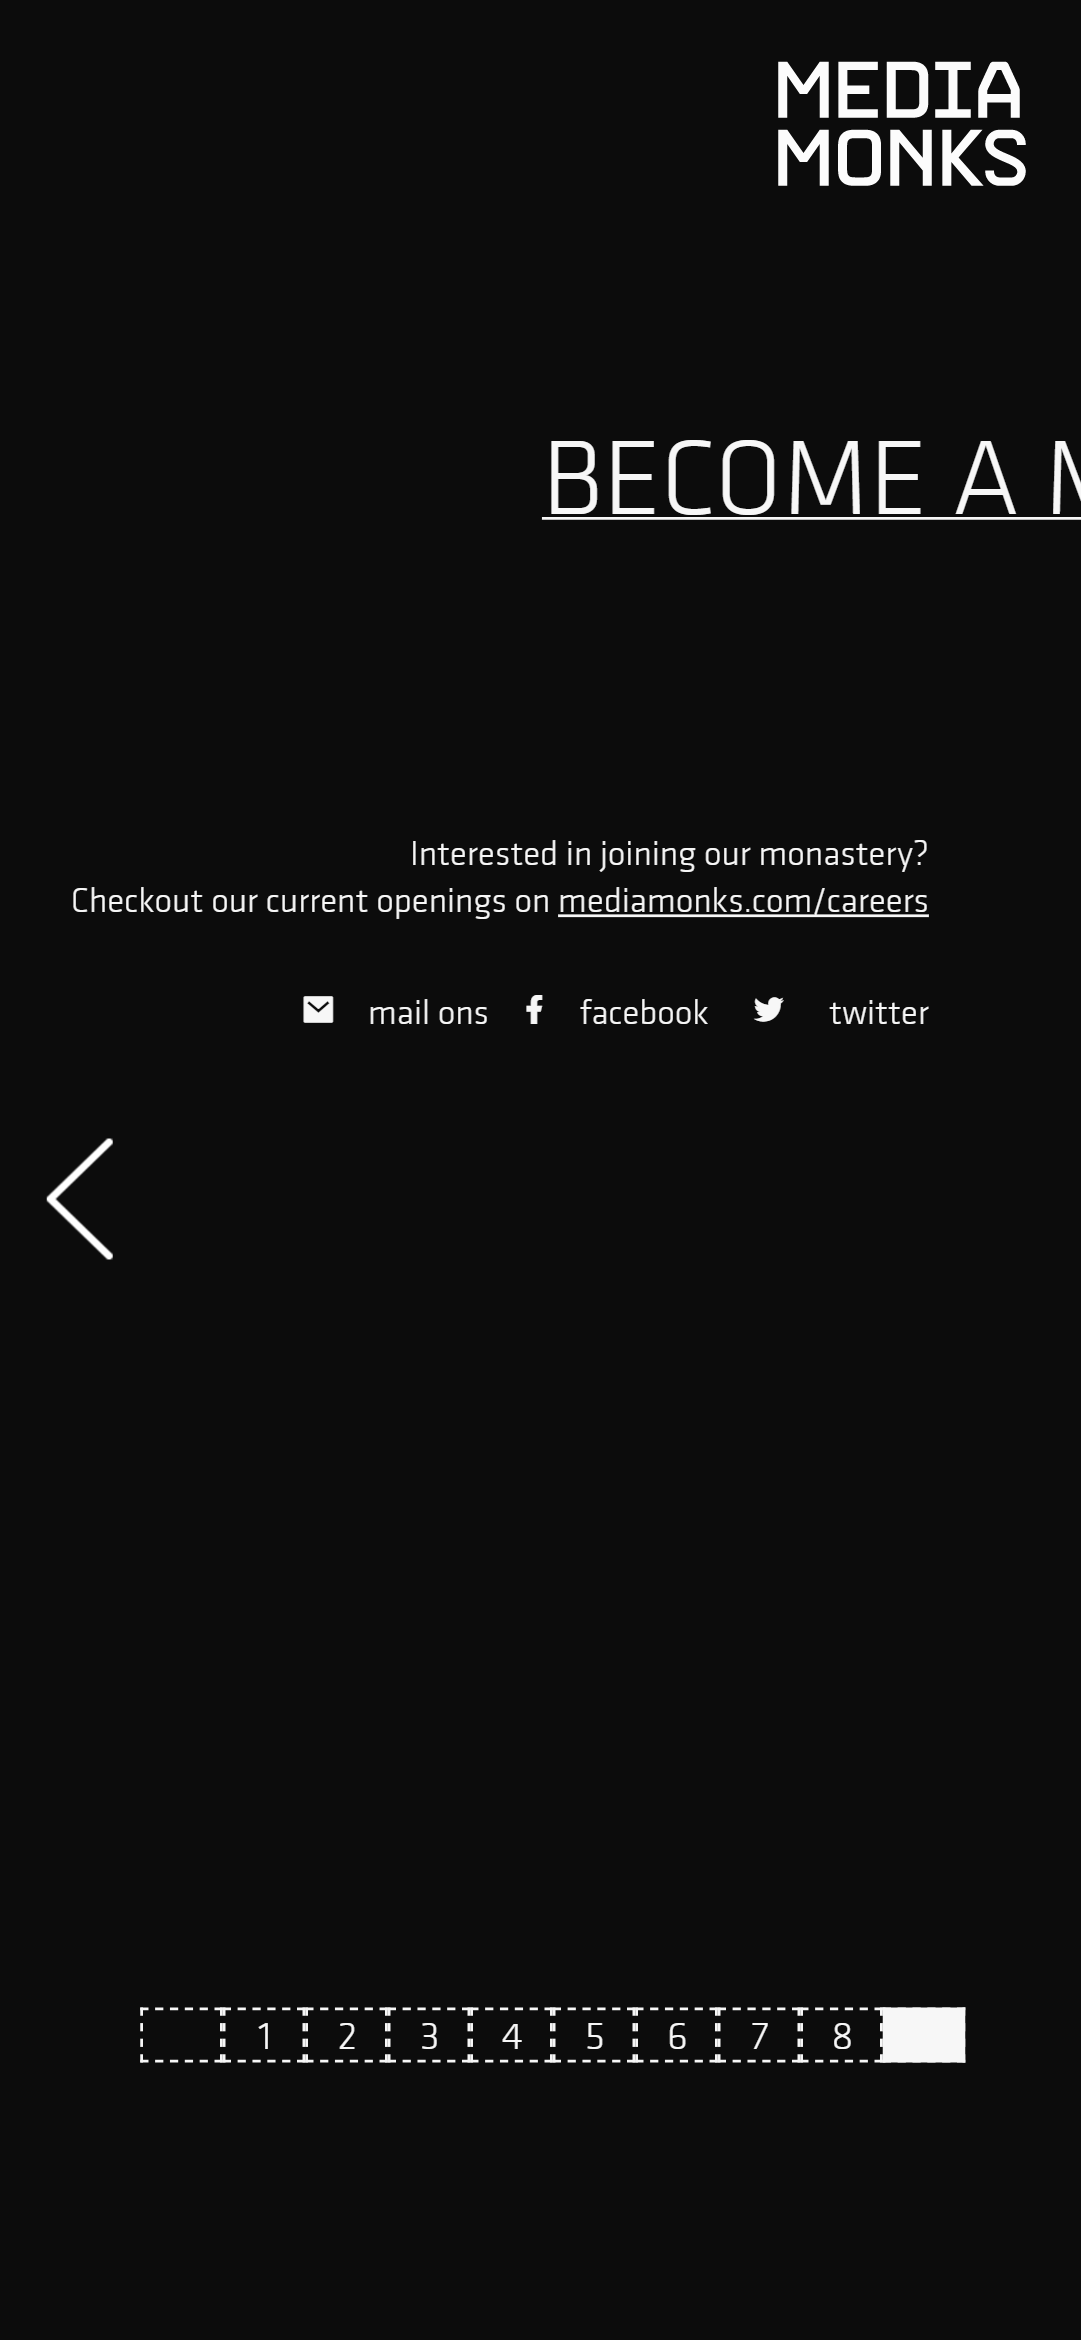 MEDIA
MONKS
BECOME A M
Interested in joining our monastery?
Checkout our current openings on mediamonks.com/careers
mail ons facebook twitter
1 2 3 4 5 6 7 8